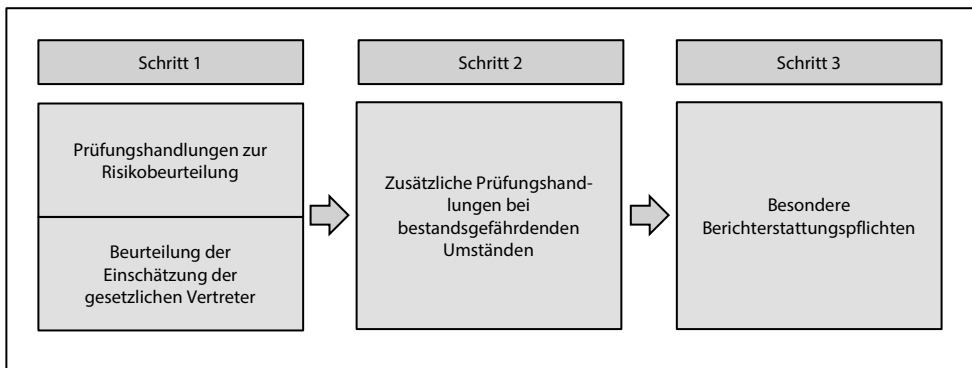 Schritt 1
Prüfungshandlungen zur
Risikobeurteilung
Beurteilung der
Einschätzung der
gesetzlichen Vertreter
Schritt 2
Zusätzliche Prüfungshand-
lungen bei
bestandsgefährdenden
Umständen
Schritt 3
Besondere
Berichterstattungspflichten